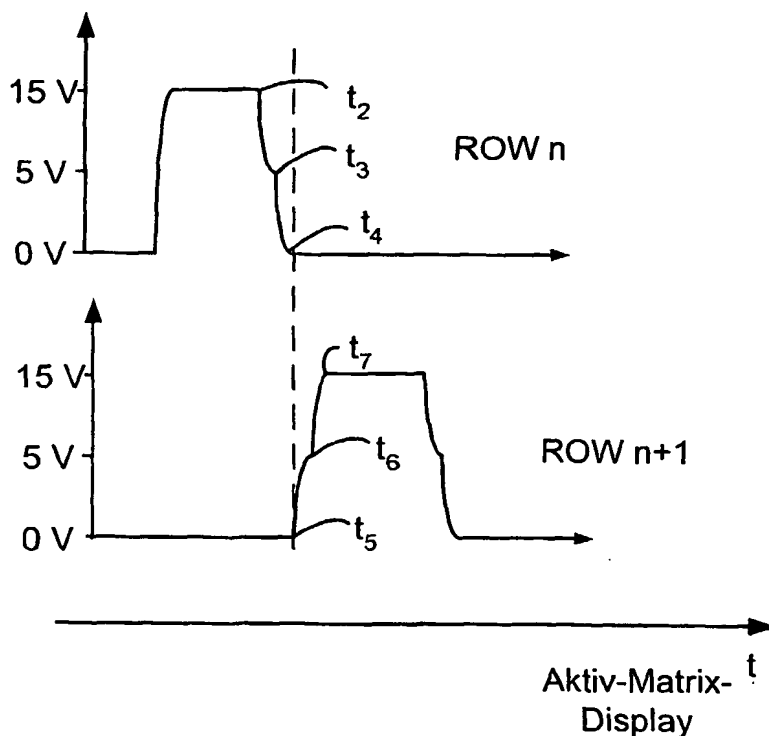 15 V
t2
5 V
t3
ROW n
0 V
t4
15 V
t7
5 V
t6
ROW n+1
0 V
t5
t
Aktiv-Matrix-
Display